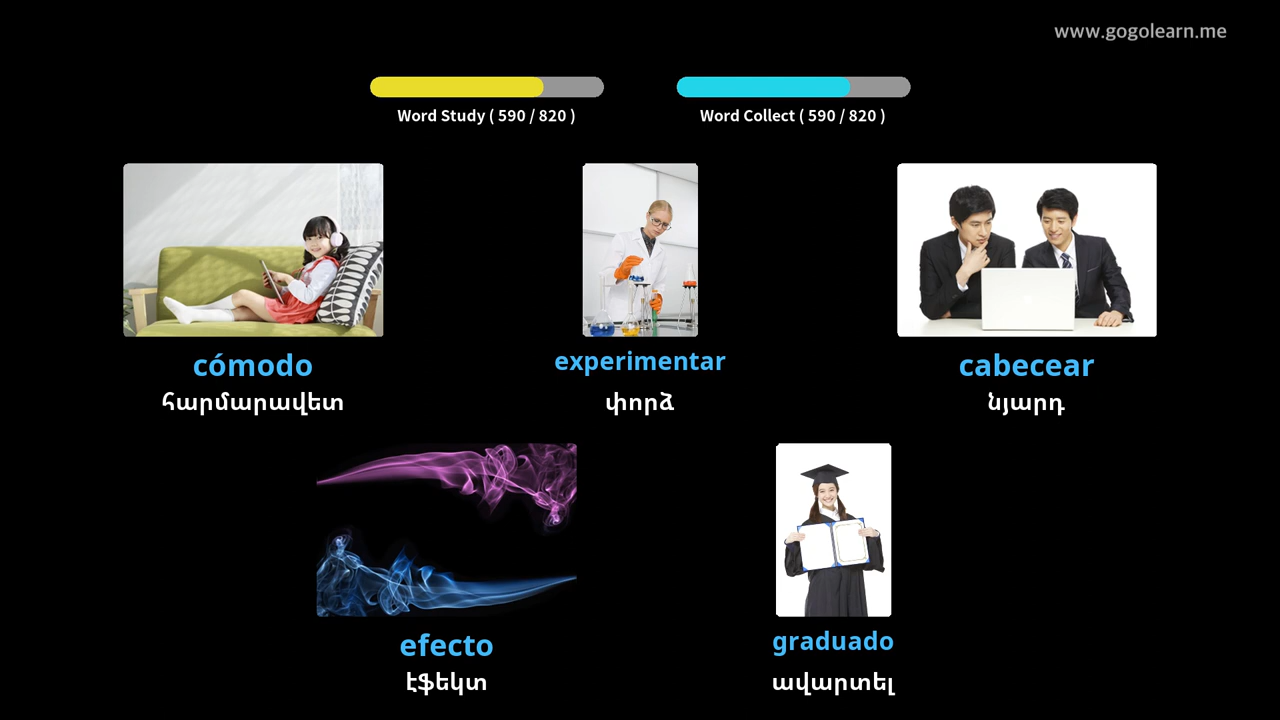 www.gogolearn.me
Word Study ( 590 / 820 )
Word Collect ( 590 / 820 )
cómodo
հարմարավետ
experimentar
փորձ
cabecear
նյարդ
efecto
էֆեկտ
graduado
ավարտել